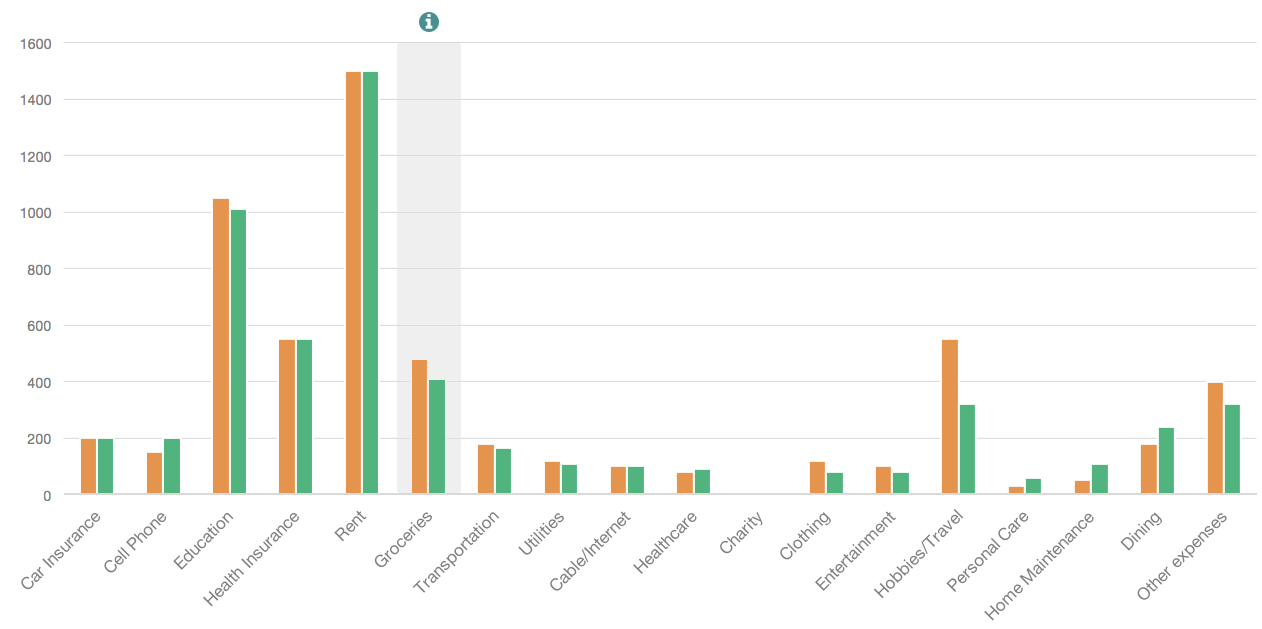 1600
1400
1200
1000
800
600
400
200
0
Car Insurance
Cell Phone
Education
Health Insurance
Rent
Groceries
Transportation
Utilities
Cable/Internet
Healthcare
Charity
Clothing
Entertainment
Hobbies/Travel
Personal Care
Home Maintenance
Dining
Other expenses